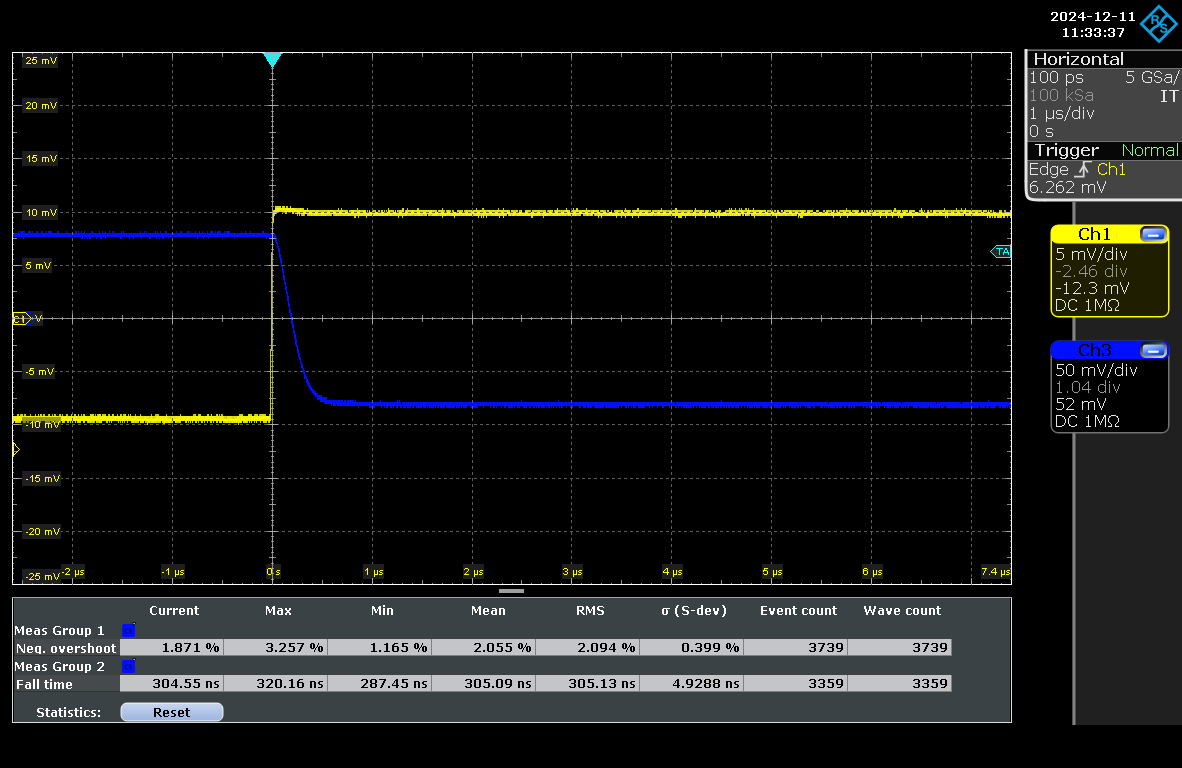 2024-12-11
11:33:37
R S
Horizontal
100 ps 5 GSa/
100 kSa IT
1 µs/div
0 s
Trigger Normal
Edge Ch1
6.262 mV
25 mV
20 mV
15 mV
10 mV
5 mV
TA
C1 V
-5 mV
-10 mV
-15 mV
-20 mV
-25 mV
-2 µs -1 µs 0 s 1 µs 2 µs 3 µs 4 µs 5 µs 6 µs 7.4 µs
Ch1
5 mV/div
-2.46 div
-12.3 mV
DC 1MΩ
Ch3
50 mV/div
1.04 div
52 mV
DC 1MΩ
Current Max Min Mean RMS σ (S-dev) Event count Wave count
Meas Group 1
Neg. overshoot 1.871 % 3.257 % 1.165 % 2.055 % 2.094 % 0.399 % 3739 3739
Meas Group 2
Fall time 304.55 ns 320.16 ns 287.45 ns 305.09 ns 305.13 ns 4.9288 ns 3359 3359
Statistics: Reset